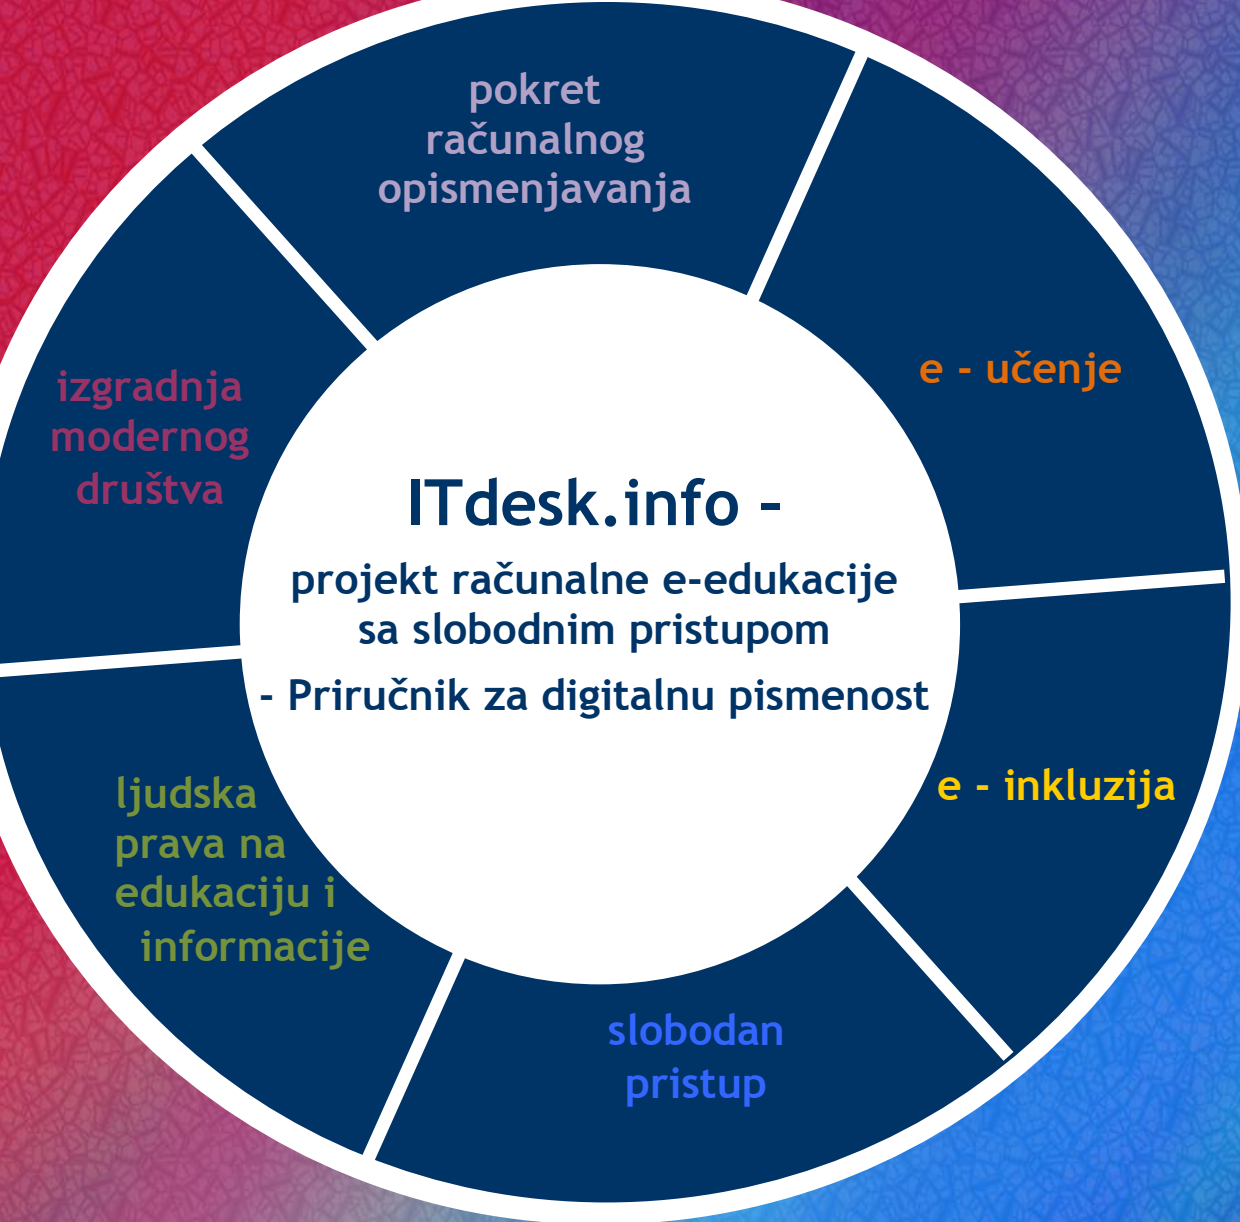 pokret
računalnog
opismenjavanja
e - učenje
izgradnja
modernog
društva
ITdesk.info –
projekt računalne e-edukacije
sa slobodnim pristupom
- Priručnik za digitalnu pismenost
e - inkluzija
ljudska
prava na
edukaciju i
informacije
slobodan
pristup